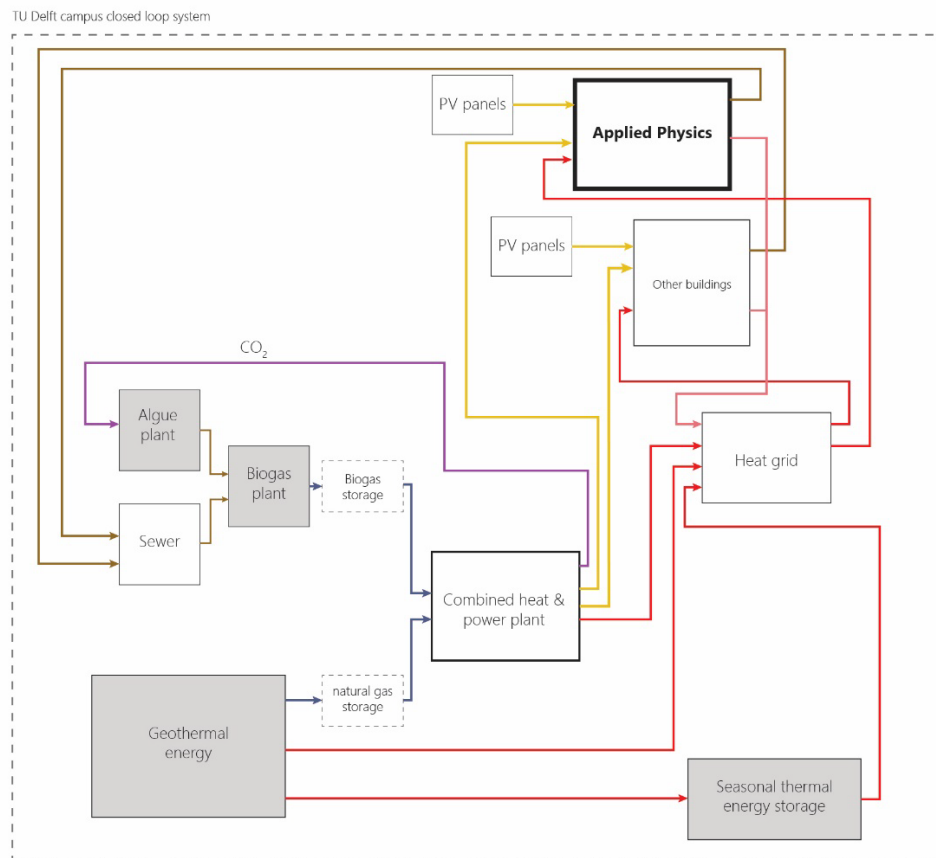 TU Delft campus closed loop system
PV panels
Applied Physics
PV panels
Other buildings
CO₂
Algue
plant
Biogas
plant
Biogas
storage
Heat grid
Sewer
Combined heat &
power plant
natural gas
storage
Geothermal
energy
Seasonal thermal
energy storage